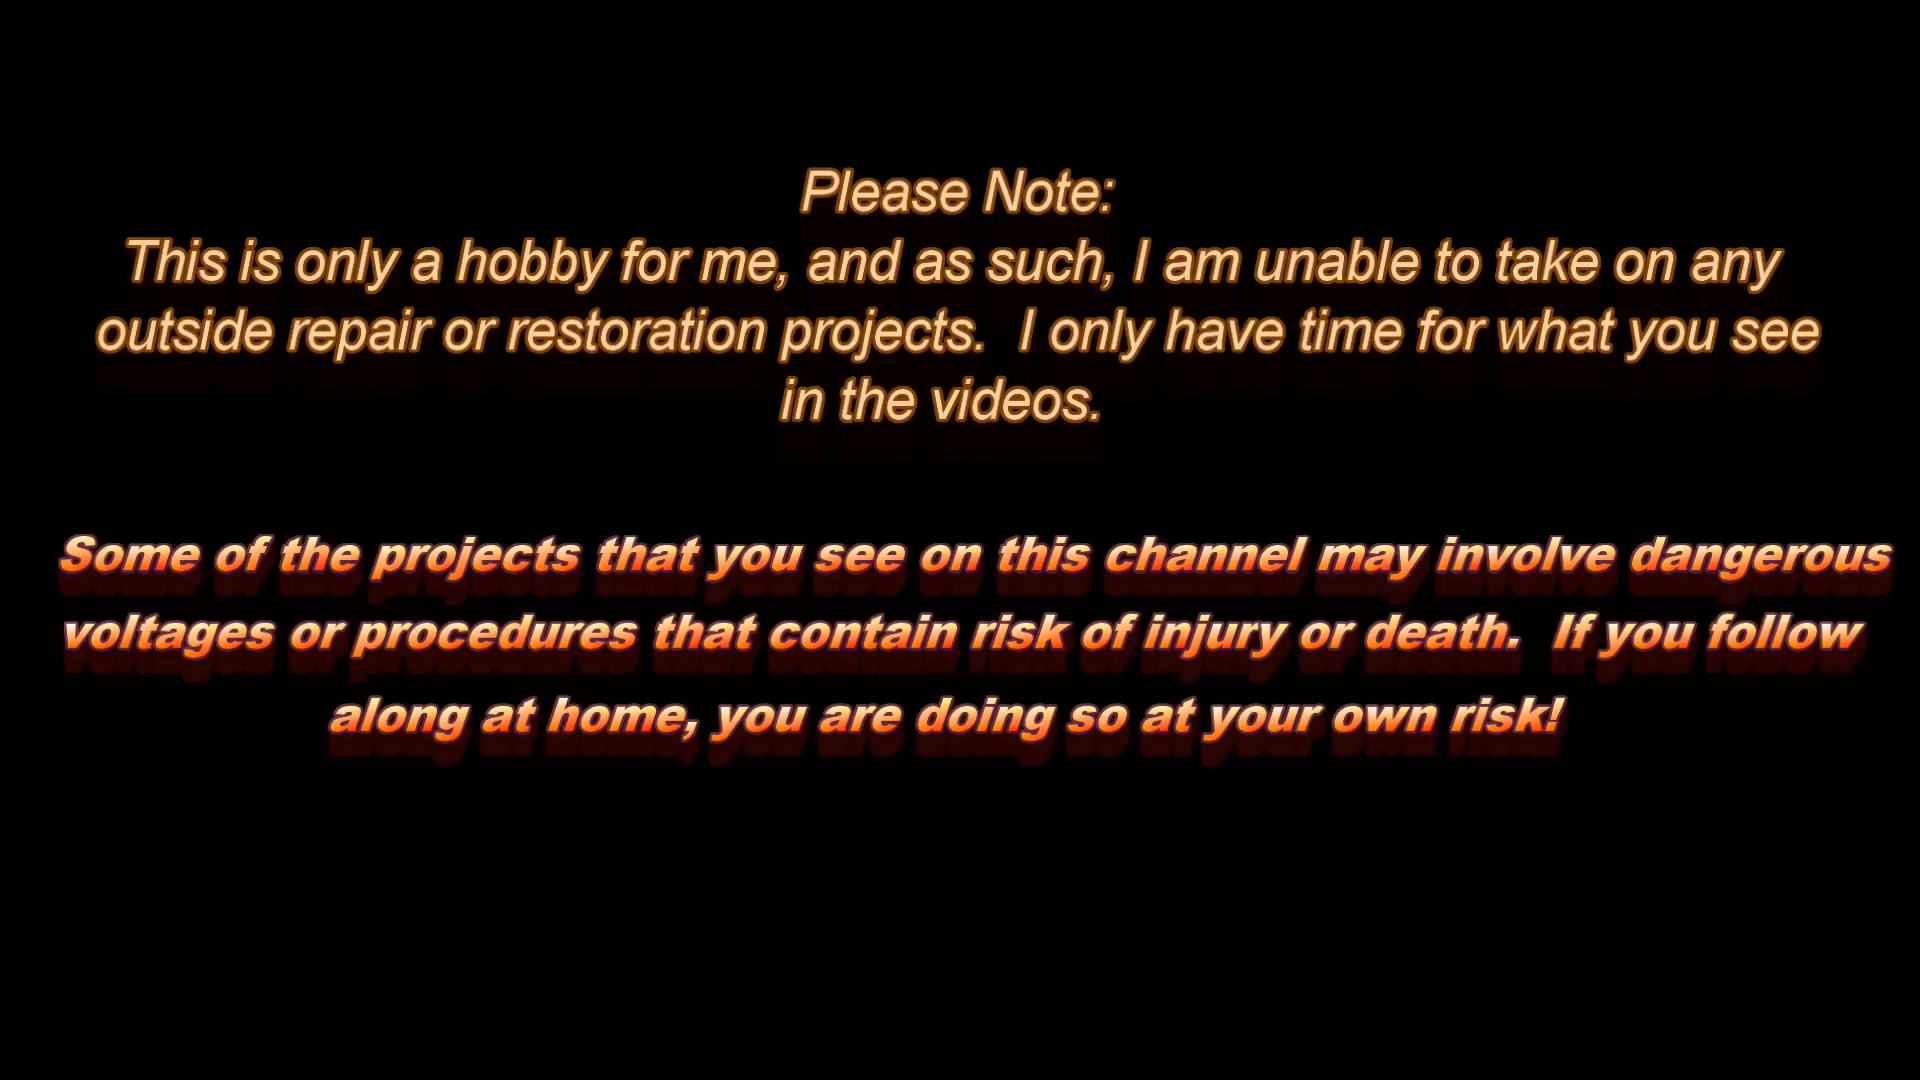 Please Note:
This is only a hobby for me, and as such, I am unable to take on any
outside repair or restoration projects.  I only have time for what you see
in the videos.
Some of the projects that you see on this channel may involve dangerous
voltages or procedures that contain risk of injury or death.  If you follow
along at home, you are doing so at your own risk!